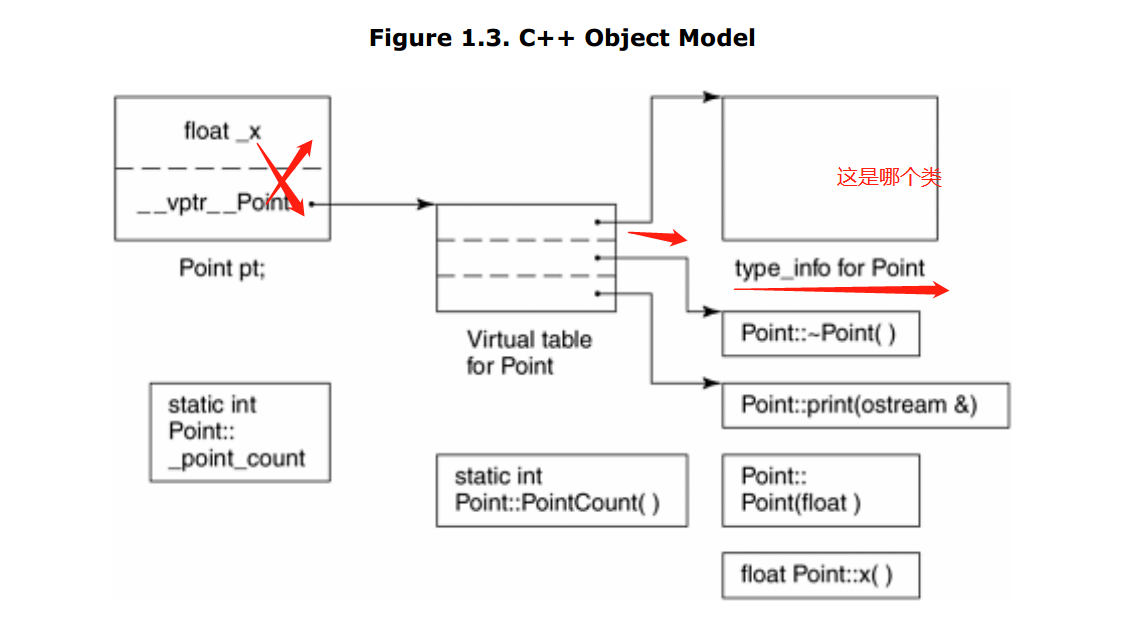 Figure 1.3. C++ Object Model
float _x
__vptr__Point
Point pt;
这是哪个类
type_info for Point
Virtual table
for Point
Point::~Point( )
Point::print(ostream &)
static int
Point::
_point_count
static int
Point::PointCount( )
Point::
Point(float )
float Point::x( )